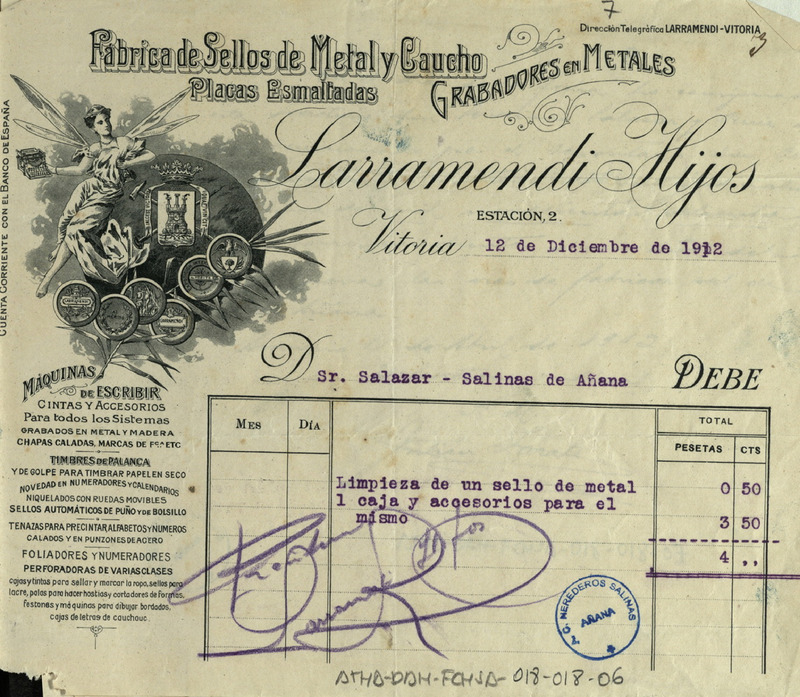 7
3
Dirección Telegráfica LARRAMENDI-VITORIA
Fábrica de Sellos de Metal y Caucho
Placas Esmaltadas
GRABADORES EN METALES
Larramendi Hijos
ESTACIÓN, 2.
Vitoria 12 de Diciembre de 1912
CUENTA CORRIENTE CON EL BANCO DE ESPAÑA
D Sr. Salazar - Salinas de Añana DEBE
MÁQUINAS
DE ESCRIBIR
CINTAS Y ACCESORIOS
Para todos los Sistemas
GRABADOS EN METAL Y MADERA
CHAPAS CALADAS, MARCAS DE ETC
TIMBRES DE PALANCA
Y DE GOLPE PARA TIMBRAR PAPEL EN SECO
NOVEDAD EN NUMERADORES Y CALENDARIOS
NIQUELADOS CON RUEDAS MOVIBLES
SELLOS AUTOMÁTICOS DE PUÑO Y DE BOLSILLO
TENAZAS PARA PRECINTAR ALFABETOS Y NUMEROS
CALADOS Y EN PUNZONES DE ACERO
FOLIADORES Y NUMERADORES
PERFORADORAS DE VARIAS CLASES
cajas y tintas para sellar y marcar la ropa, sellos para
lacre, palas para hacer hostias y cortadores de formas,
festones y máquinas para dibujar bordados,
cajas de letras de cauchouc
MES DÍA TOTAL
PESETAS CTS
Limpieza de un sello de metal 0 50
1 caja y accesorios para el
mismo 3 50
4 ,,
Recibí
Larramendi Hijos
T. C. HEREDEROS SALINAS
AÑANA
ATHA-DAH-FCHSA-018-018-06